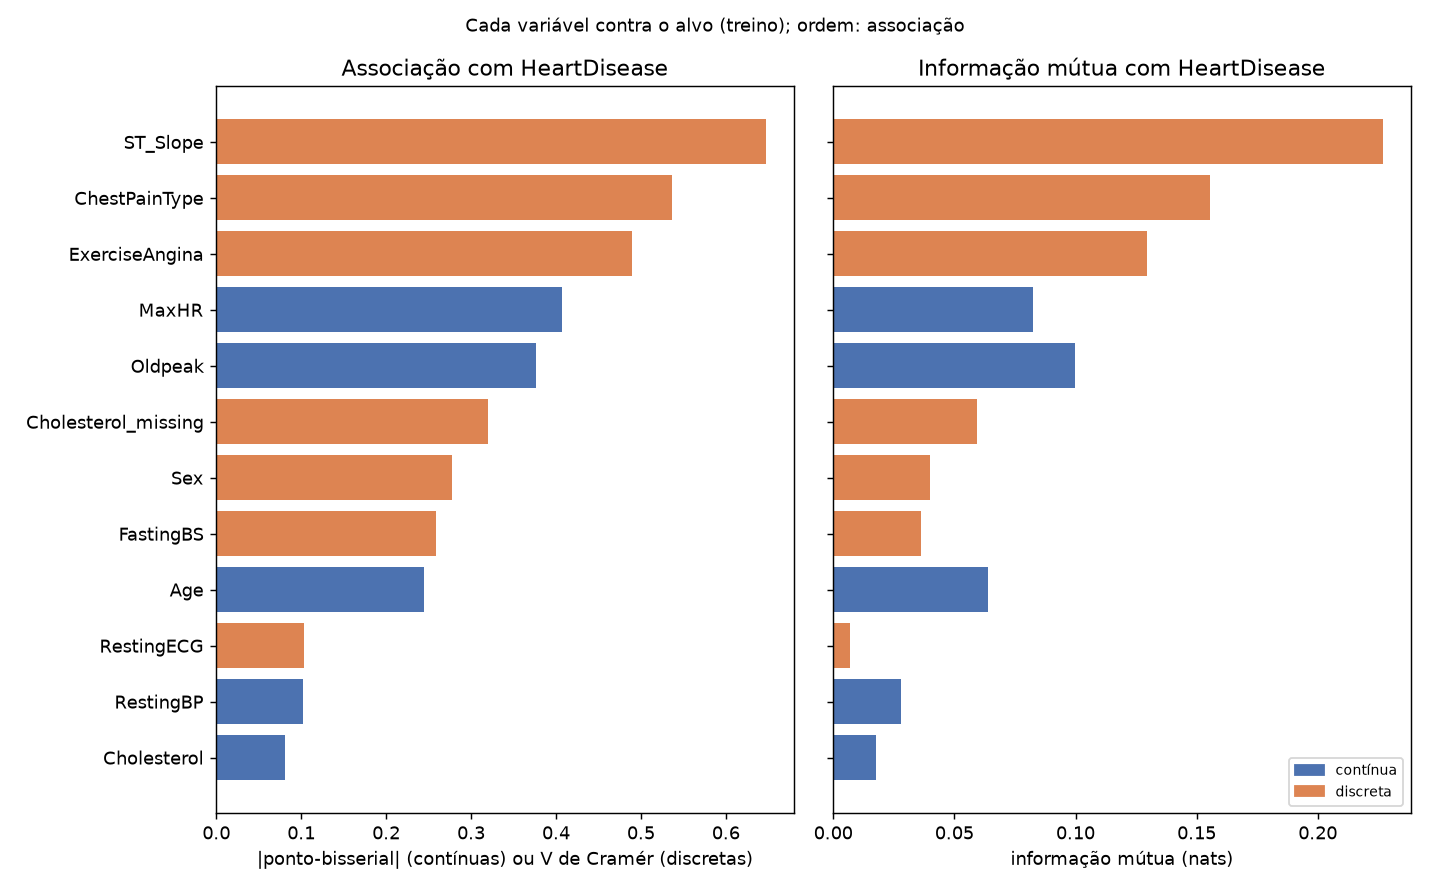 Cada variável contra o alvo (treino); ordem: associação
Associação com HeartDisease
ST_Slope
ChestPainType
ExerciseAngina
MaxHR
Oldpeak
Cholesterol_missing
Sex
FastingBS
Age
RestingECG
RestingBP
Cholesterol
0.0 0.1 0.2 0.3 0.4 0.5 0.6
|ponto-bisserial| (contínuas) ou V de Cramér (discretas)
Informação mútua com HeartDisease
contínua
discreta
0.00 0.05 0.10 0.15 0.20
informação mútua (nats)